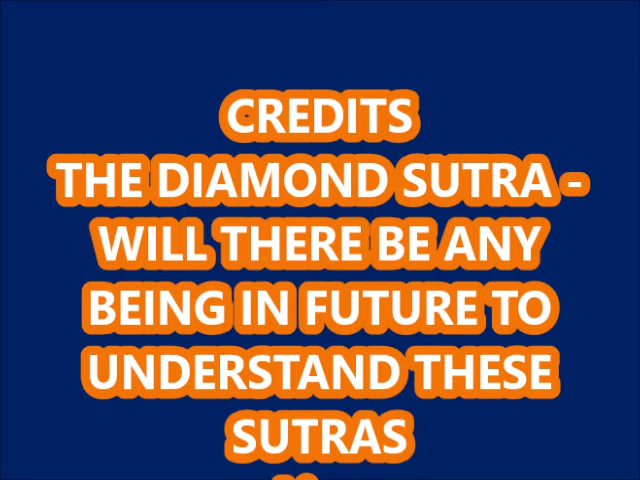 CREDITS
THE DIAMOND SUTRA -
WILL THERE BE ANY
BEING IN FUTURE TO
UNDERSTAND THESE
SUTRAS